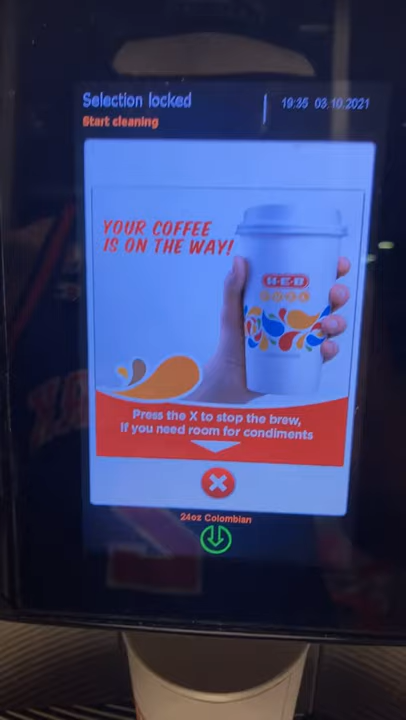 Selection locked
19:35 03.10.2021
Start cleaning
YOUR COFFEE
IS ON THE WAY!
H-E-B
Press the X to stop the brew,
If you need room for condiments
24oz Colombian